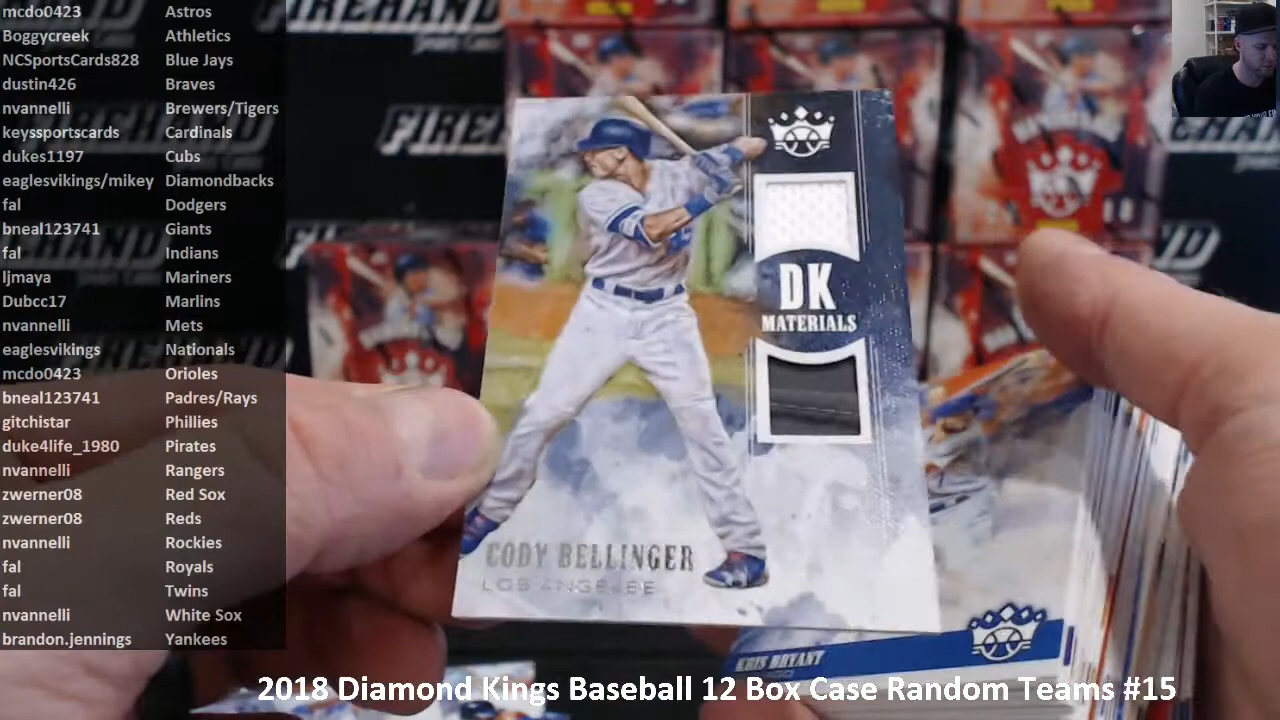 mcdo0423 Astros
Boggycreek Athletics
NCSportsCards828 Blue Jays
dustin426 Braves
nvannelli Brewers/Tigers
keyssportscards Cardinals
dukes1197 Cubs
eaglesvikings/mikey Diamondbacks
fal Dodgers
bneal123741 Giants
fal Indians
ljmaya Mariners
Dubcc17 Marlins
nvannelli Mets
eaglesvikings Nationals
mcdo0423 Orioles
bneal123741 Padres/Rays
gitchistar Phillies
duke4life_1980 Pirates
nvannelli Rangers
zwerner08 Red Sox
zwerner08 Reds
nvannelli Rockies
fal Royals
fal Twins
nvannelli White Sox
brandon.jennings Yankees
FIREHAND
DK
MATERIALS
CODY BELLINGER
LOS ANGELES
KRIS BRYANT
2018 Diamond Kings Baseball 12 Box Case Random Teams #15